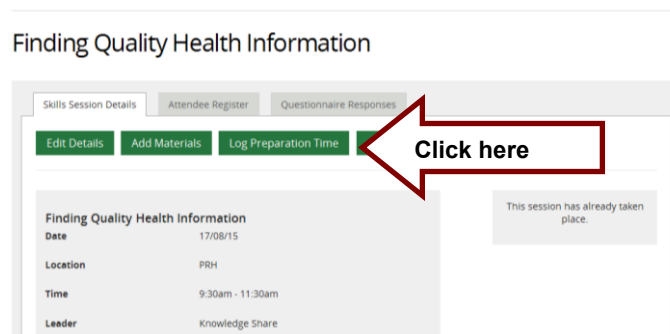 Finding Quality Health Information
Skills Session Details Attendee Register Questionnaire Responses
Edit Details Add Materials Log Preparation Time
Click here
This session has already taken
place.
Finding Quality Health Information
Date 17/08/15
Location PRH
Time 9:30am - 11:30am
Leader Knowledge Share